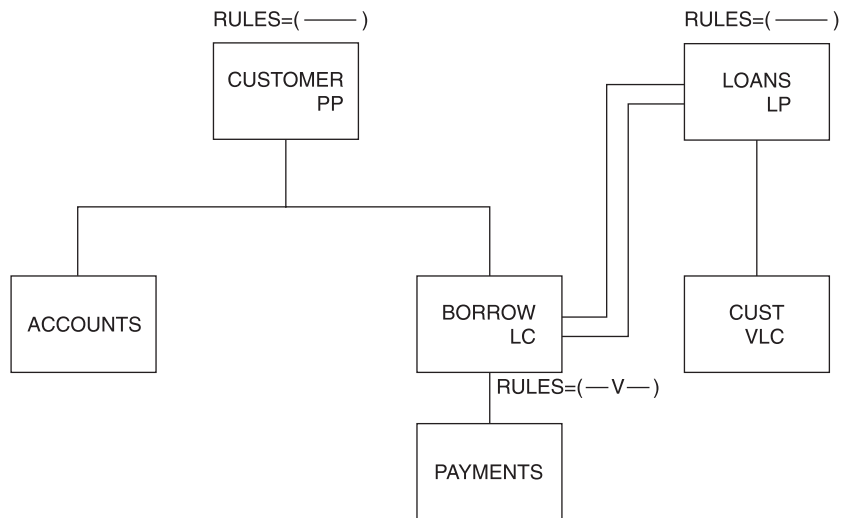 RULES=( —— )
RULES=( —— )
CUSTOMER
PP
LOANS
LP
ACCOUNTS
BORROW
LC
CUST
VLC
RULES=( —V— )
PAYMENTS